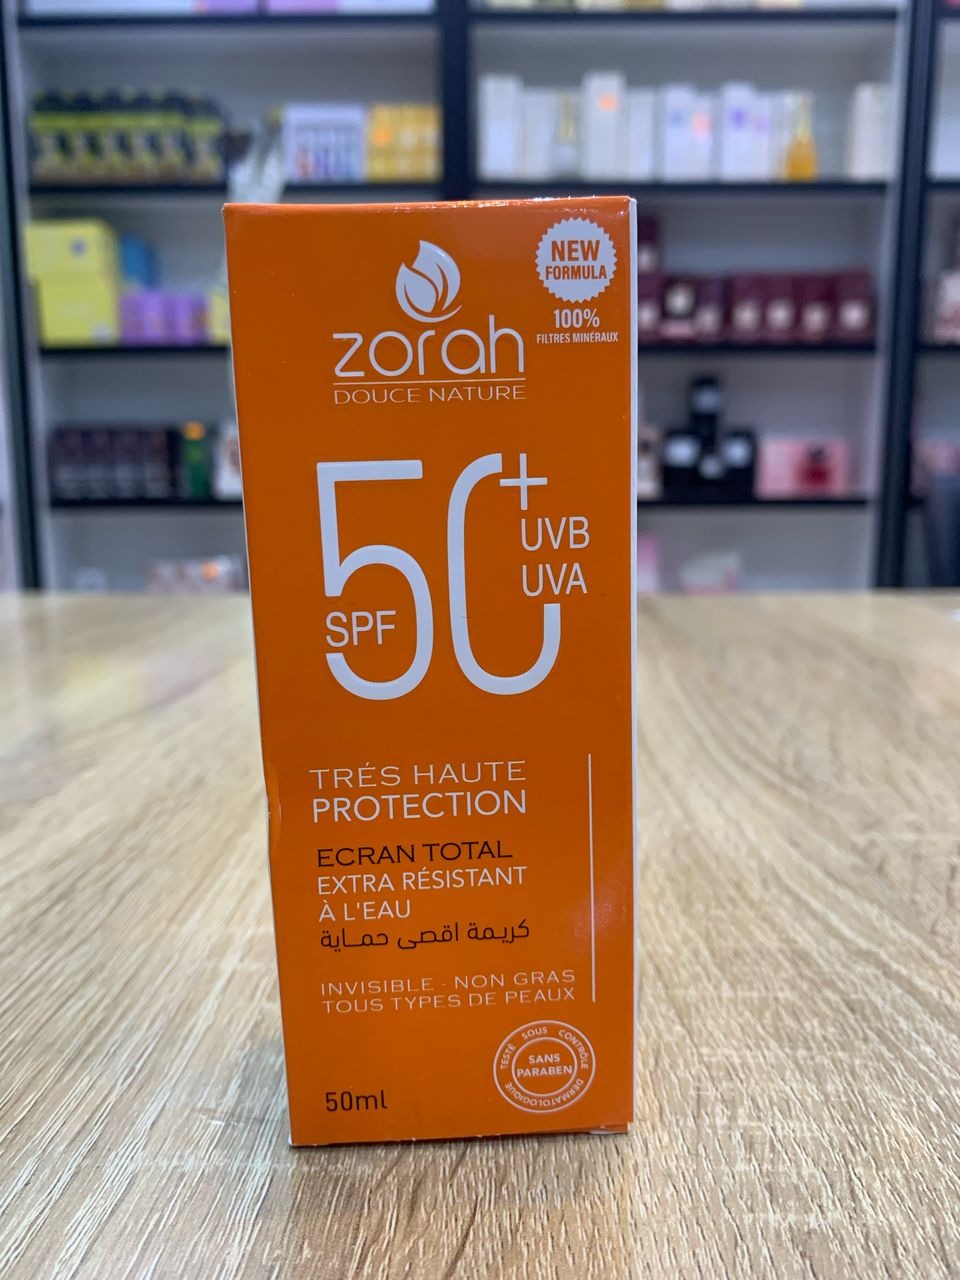 NEW
FORMULA
100%
FILTRES MINÉRAUX
zorah
DOUCE NATURE
50+
UVB
UVA
SPF
TRÉS HAUTE
PROTECTION
ECRAN TOTAL
EXTRA RÉSISTANT
À L'EAU
كريمة اقصى حمـاية
INVISIBLE - NON GRAS
TOUS TYPES DE PEAUX
TESTÉ SOUS CONTRÔLE DERMATOLOGIQUE
SANS
PARABEN
50ml